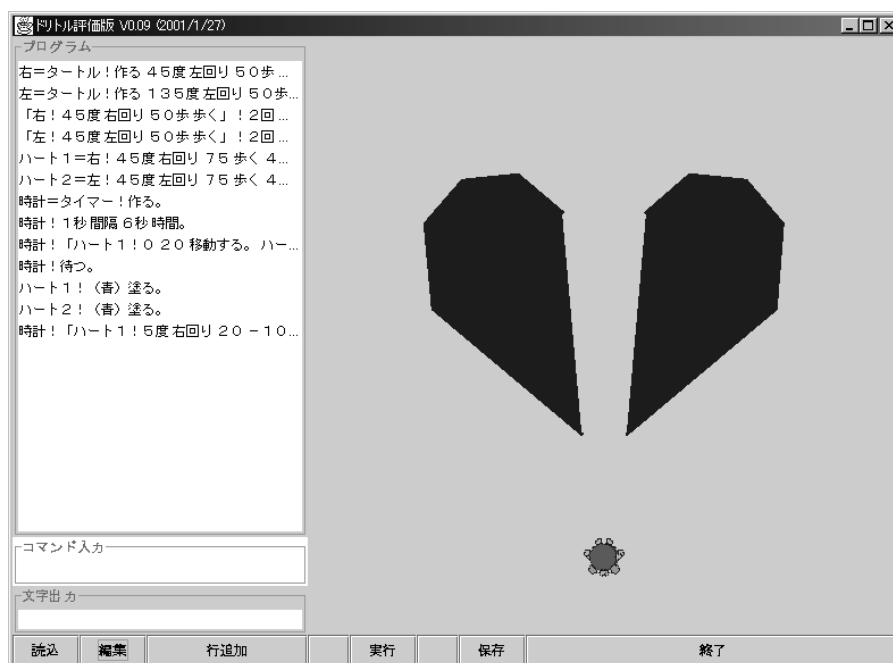 ドリトル評価版 V0.09 (2001/1/27)
プログラム
右＝タートル！作る ４５度 左回り ５０歩 ...
左＝タートル！作る １３５度 左回り ５０歩...
「右！４５度 右回り ５０歩 歩く」！２回 ...
「左！４５度 左回り ５０歩 歩く」！２回 ...
ハート１＝右！４５度 右回り ７５ 歩く ４...
ハート２＝左！４５度 左回り ７５ 歩く ４...
時計＝タイマー！作る。
時計！１秒 間隔 ６秒 時間。
時計！「ハート１！０ ２０ 移動する。ハー...
時計！待つ。
ハート１！（青）塗る。
ハート２！（青）塗る。
時計！「ハート１！５度 右回り ２０ －１０...
コマンド入力
文字出力
読込 編集 行追加 実行 保存 終了